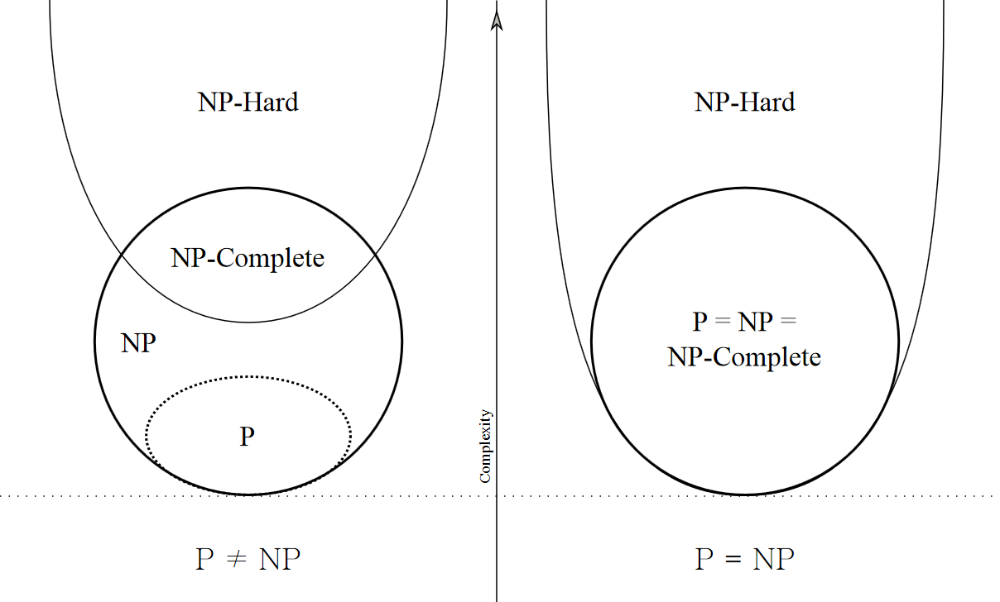 NP-Hard
NP-Complete
NP
P
P ≠ NP
Complexity
NP-Hard
P = NP =
NP-Complete
P = NP